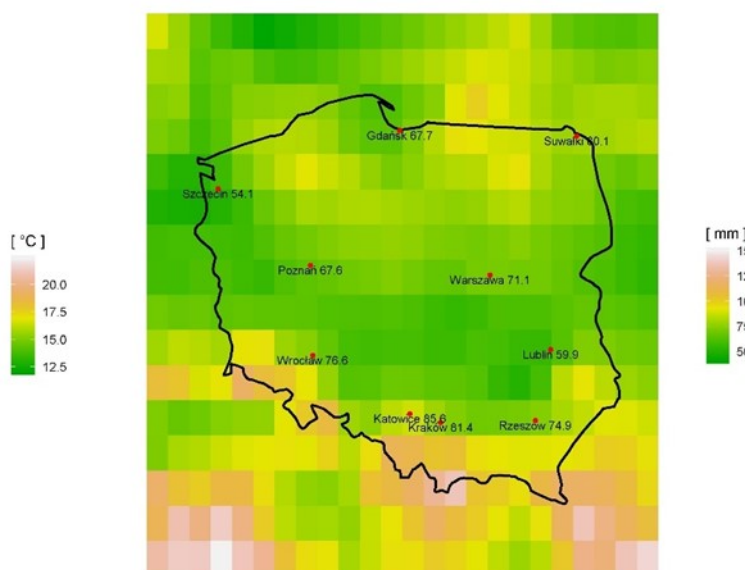 Gdańsk 67.7
Suwałki 60.1
Szczecin 54.1
[ °C ]
20.0
17.5
15.0
12.5
[ mm ]
Poznań 67.6
Warszawa 71.1
Wrocław 76.6
Lublin 59.9
Katowice 85.6
Kraków 81.4
Rzeszów 74.9